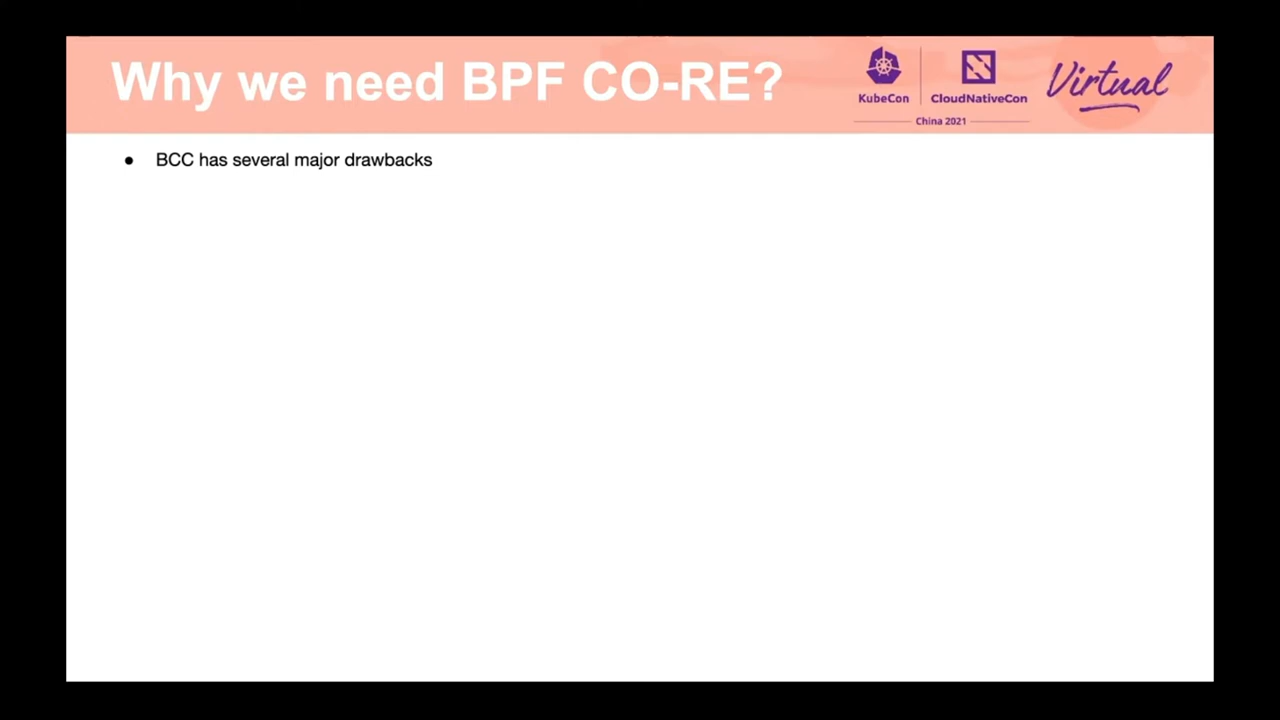 Why we need BPF CO-RE?
KubeCon
CloudNativeCon
China 2021
Virtual
● BCC has several major drawbacks